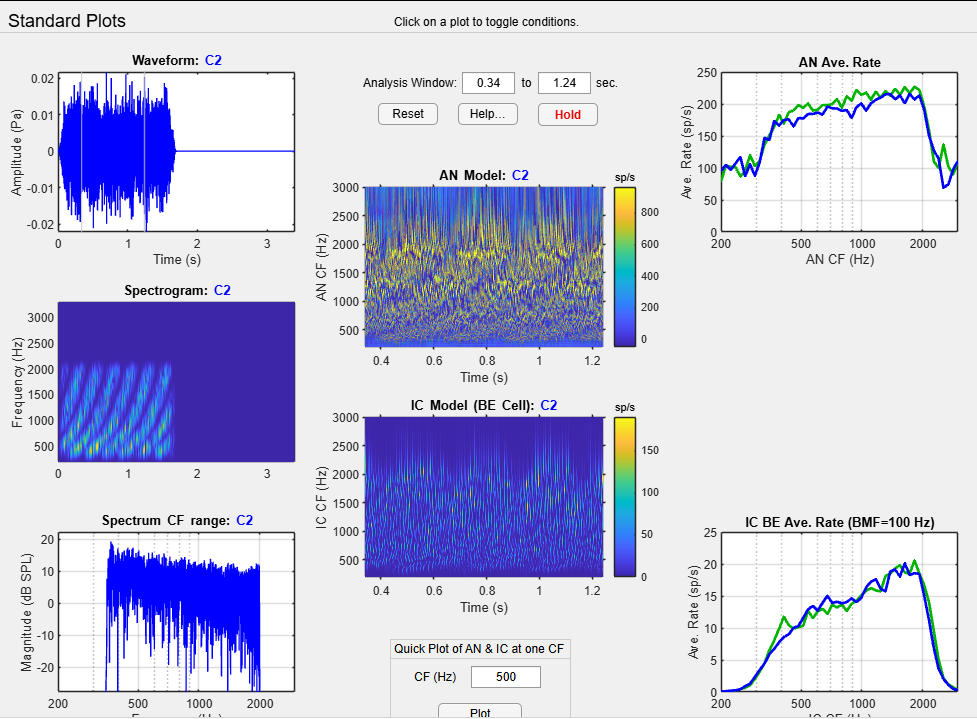 Standard Plots
Click on a plot to toggle conditions.
Waveform: C2
Amplitude (Pa)
0.02
0.01
0
-0.01
-0.02
0 1 2 3
Time (s)
Analysis Window: 0.34 to 1.24 sec.
Reset Help... Hold
AN Ave. Rate
Ave. Rate (sp/s)
250
200
150
100
50
0
200 500 1000 2000
AN CF (Hz)
AN Model: C2
sp/s
AN CF (Hz)
3000
2500
2000
1500
1000
500
0.4 0.6 0.8 1 1.2
Time (s)
800
600
400
200
0
Spectrogram: C2
Frequency (Hz)
3000
2500
2000
1500
1000
500
0 1 2 3
IC Model (BE Cell): C2
sp/s
IC CF (Hz)
3000
2500
2000
1500
1000
500
0.4 0.6 0.8 1 1.2
Time (s)
150
100
50
0
Spectrum CF range: C2
Magnitude (dB SPL)
20
10
0
-10
-20
200 500 1000 2000
IC BE Ave. Rate (BMF=100 Hz)
Ave. Rate (sp/s)
25
20
15
10
5
0
200 500 1000 2000
IC CF (Hz)
Quick Plot of AN & IC at one CF
CF (Hz) 500
Plot